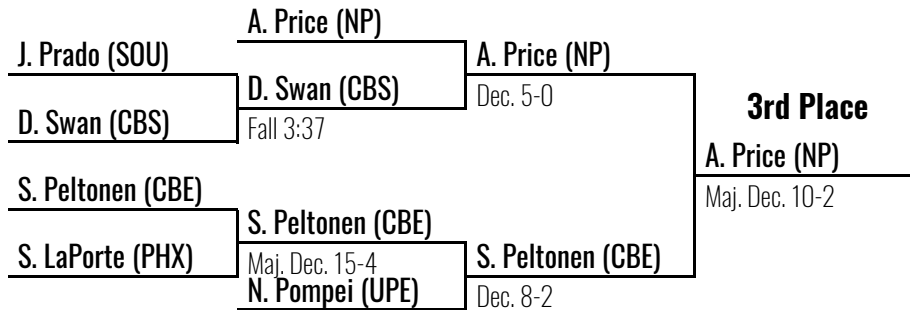 A. Price (NP)
J. Prado (SOU)
A. Price (NP)
D. Swan (CBS)
Dec. 5-0
3rd Place
D. Swan (CBS)
Fall 3:37
A. Price (NP)
S. Peltonen (CBE)
Maj. Dec. 10-2
S. Peltonen (CBE)
S. LaPorte (PHX)
Maj. Dec. 15-4
S. Peltonen (CBE)
N. Pompei (UPE)
Dec. 8-2